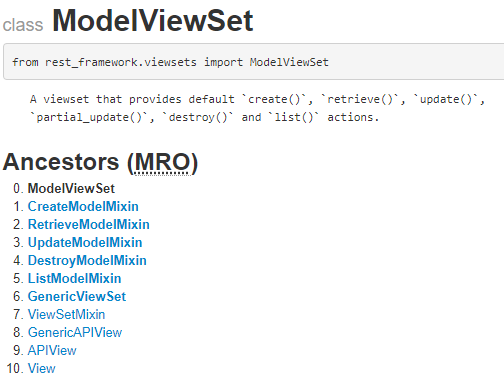 class ModelViewSet
from rest_framework.viewsets import ModelViewSet
A viewset that provides default `create()`, `retrieve()`, `update()`,
`partial_update()`, `destroy()` and `list()` actions.
Ancestors (MRO)
0. ModelViewSet
1. CreateModelMixin
2. RetrieveModelMixin
3. UpdateModelMixin
4. DestroyModelMixin
5. ListModelMixin
6. GenericViewSet
7. ViewSetMixin
8. GenericAPIView
9. APIView
10. View